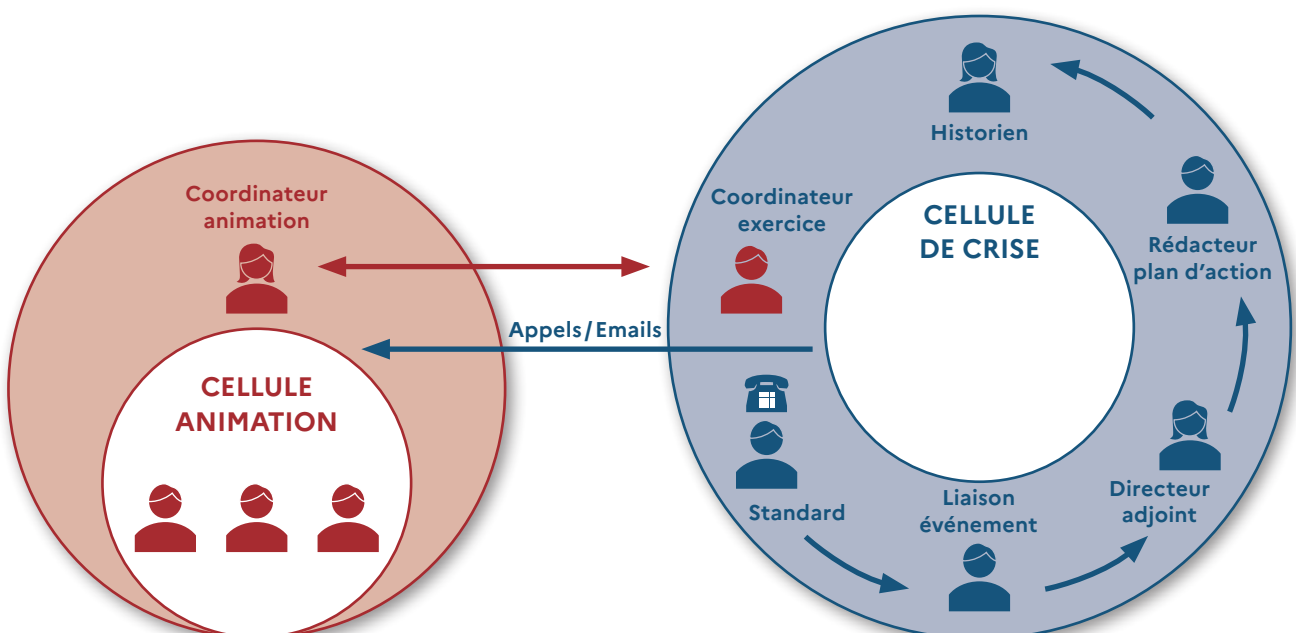 Coordinateur
animation
CELLULE
ANIMATION
Appels/Emails
Historien
Coordinateur
exercice
CELLULE
DE CRISE
Rédacteur
plan d’action
Standard
Liaison
événement
Directeur
adjoint